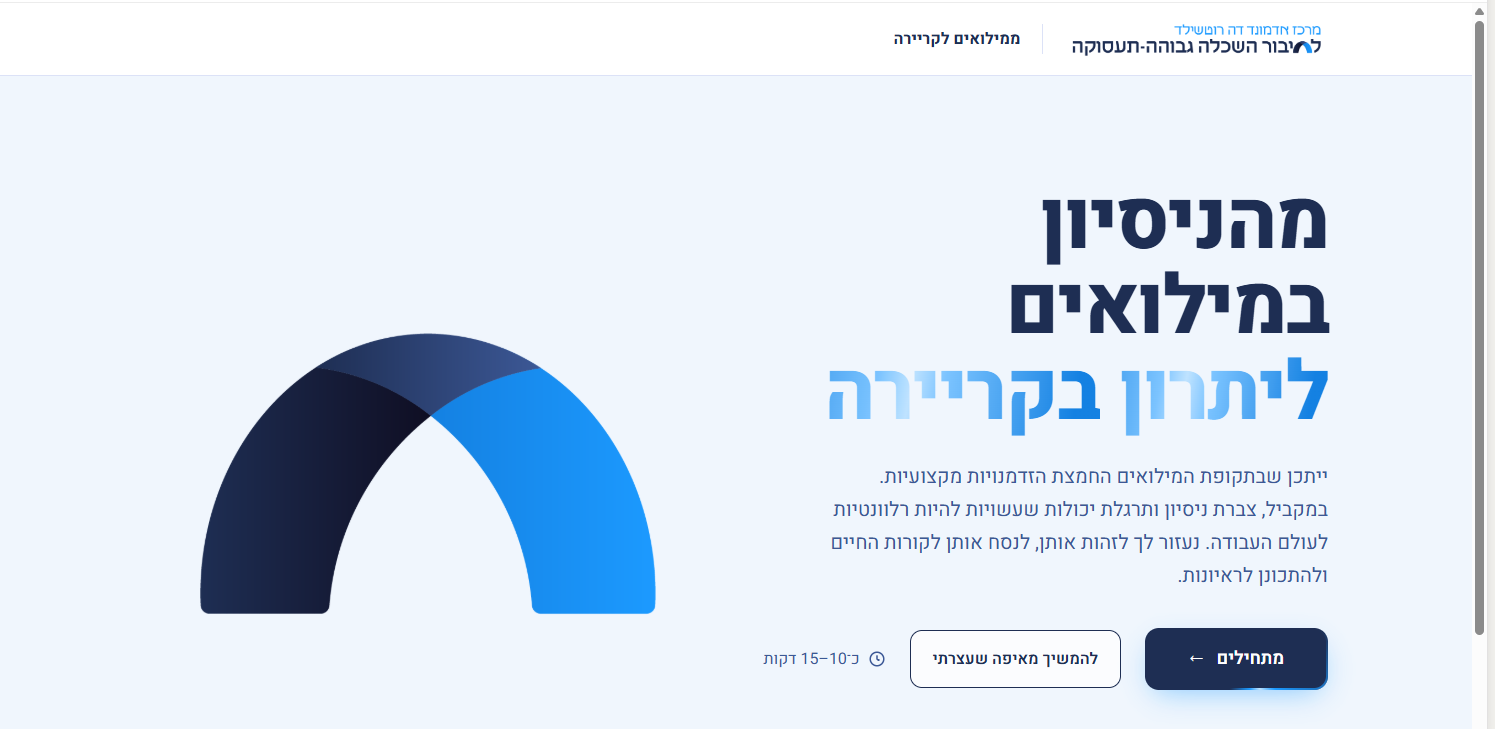 מרכז אדמונד דה רוטשילד
לחיבור השכלה גבוהה-תעסוקה
ממילואים לקריירה
מהניסיון
במילואים
ליתרון בקריירה
ייתכן שבתקופת המילואים החמצת הזדמנויות מקצועיות.
במקביל, צברת ניסיון ותרגלת יכולות שעשויות להיות רלוונטיות
לעולם העבודה. נעזור לך לזהות אותן, לנסח אותן לקורות החיים
ולהתכונן לראיונות.
מתחילים ←
להמשיך מאיפה שעצרתי
כ־10–15 דקות